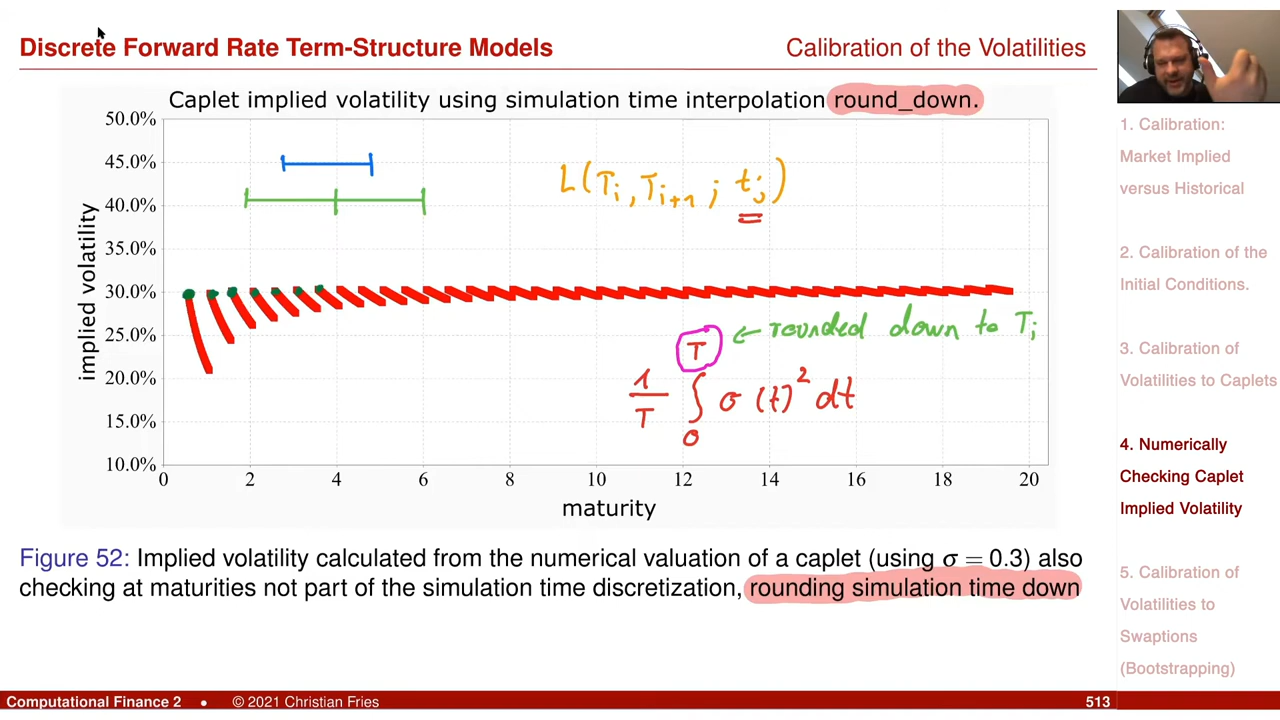 Discrete Forward Rate Term-Structure Models
Calibration of the Volatilities
Caplet implied volatility using simulation time interpolation round_down.
50.0%
45.0%
40.0%
35.0%
30.0%
25.0%
20.0%
15.0%
10.0%
implied volatility
L(Ti, Ti+1; tj)
T ← rounded down to Ti
1/T ∫0 σ(t)² dt
0 2 4 6 8 10 12 14 16 18 20
maturity
Figure 52: Implied volatility calculated from the numerical valuation of a caplet (using σ = 0.3) also
checking at maturities not part of the simulation time discretization, rounding simulation time down
1. Calibration:
Market Implied
versus Historical
2. Calibration of the
Initial Conditions.
3. Calibration of
Volatilities to Caplets
4. Numerically
Checking Caplet
Implied Volatility
5. Calibration of
Volatilities to
Swaptions
(Bootstrapping)
Computational Finance 2 • © 2021 Christian Fries 513